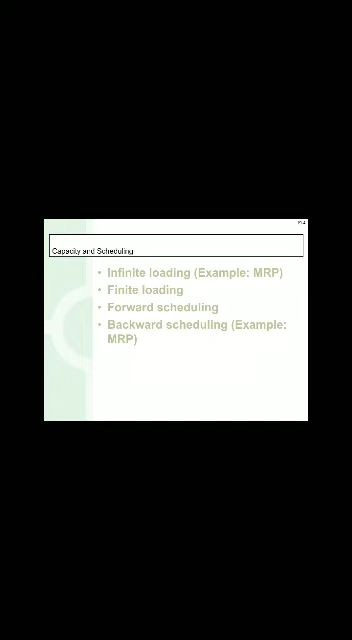 Capacity and Scheduling
• Infinite loading (Example: MRP)
• Finite loading
• Forward scheduling
• Backward scheduling (Example:
MRP)